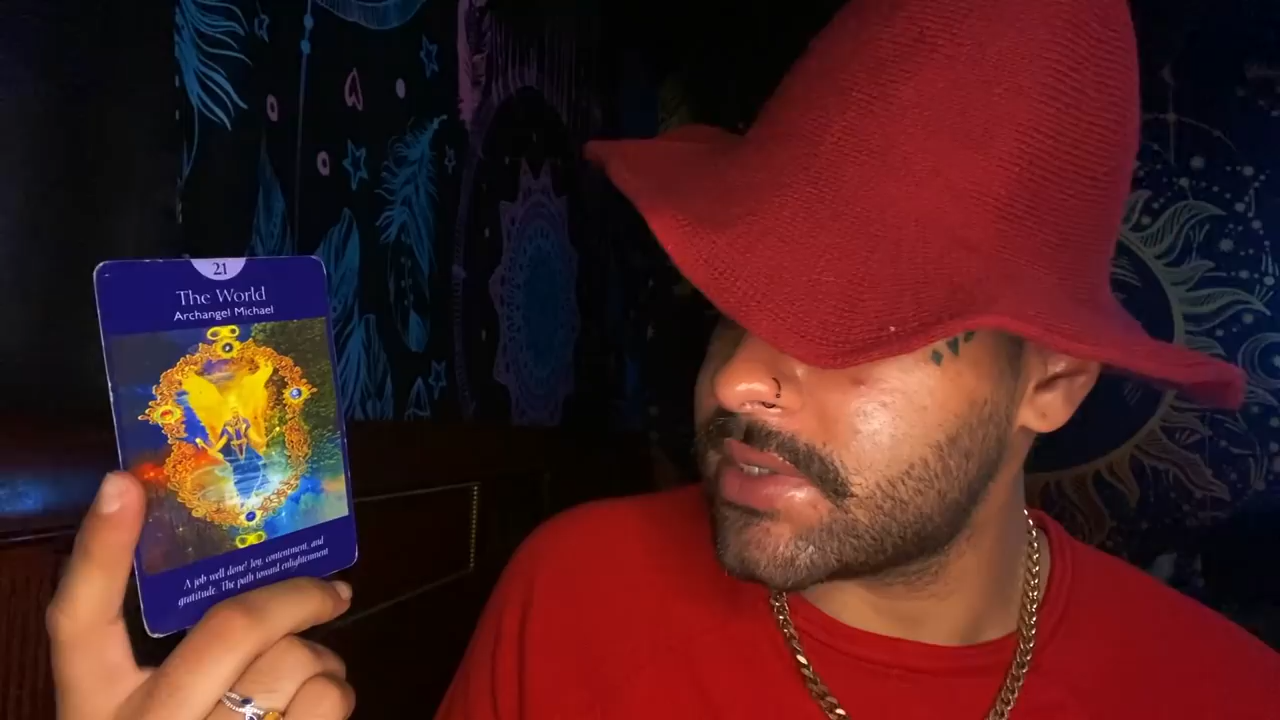 21
The World
Archangel Michael
A job well done! Joy, contentment, and
gratitude. The path toward enlightenment